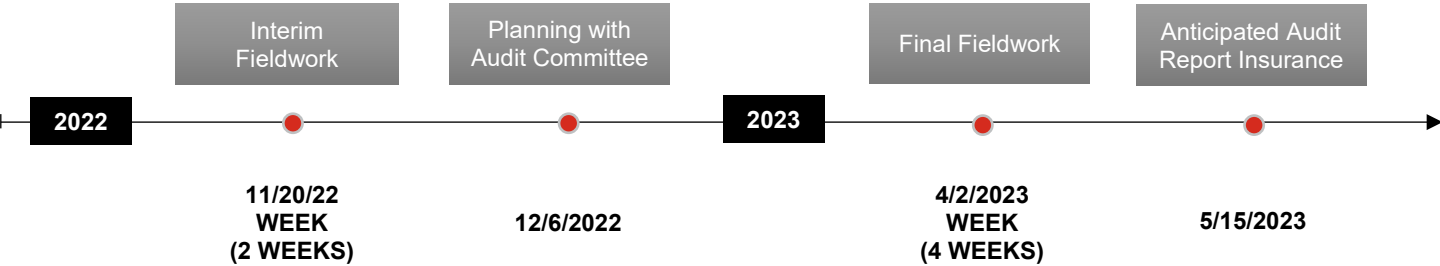 Interim
Fieldwork
Planning with
Audit Committee
Final Fieldwork
Anticipated Audit
Report Insurance
2022
2023
11/20/22
WEEK
(2 WEEKS)
12/6/2022
4/2/2023
WEEK
(4 WEEKS)
5/15/2023